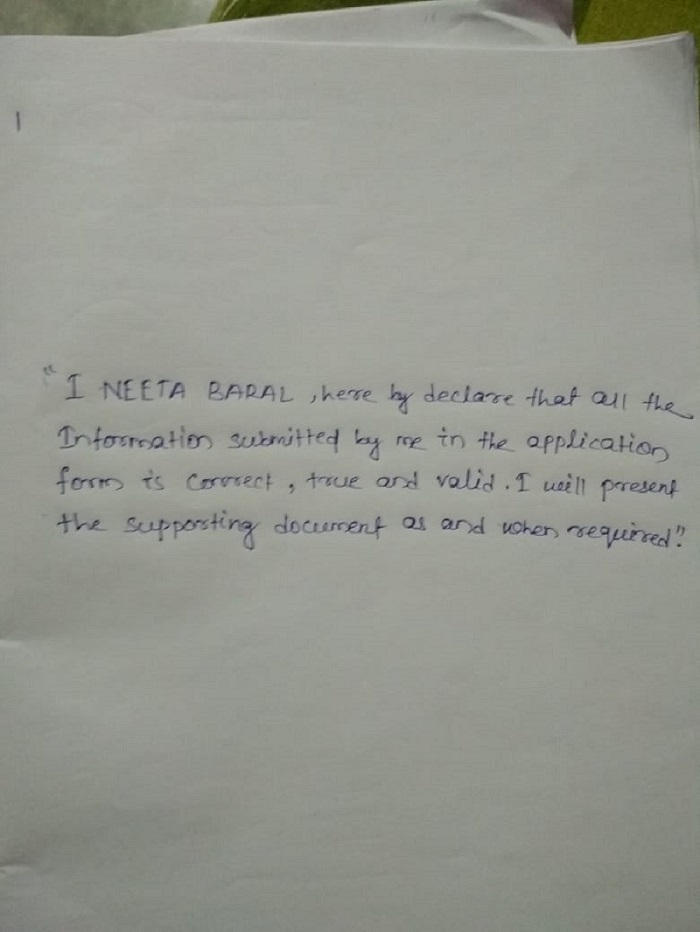 "I NEETA BARAL , here by declare that all the
Information submitted by me in the application
form is correct , true and valid . I will present
the supporting document as and when required."